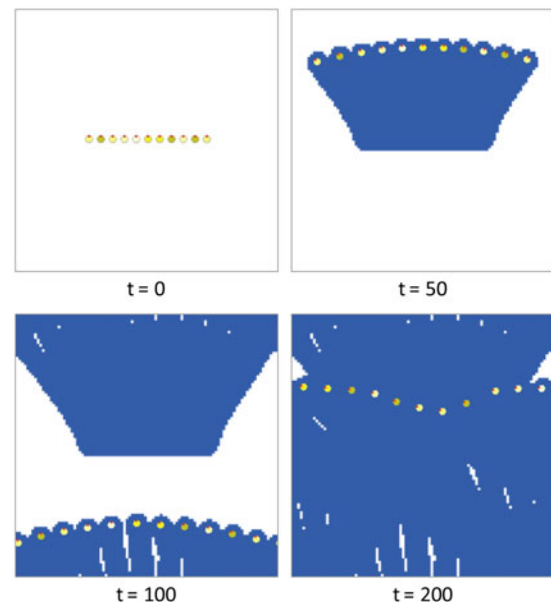 t = 0
t = 50
t = 100
t = 200